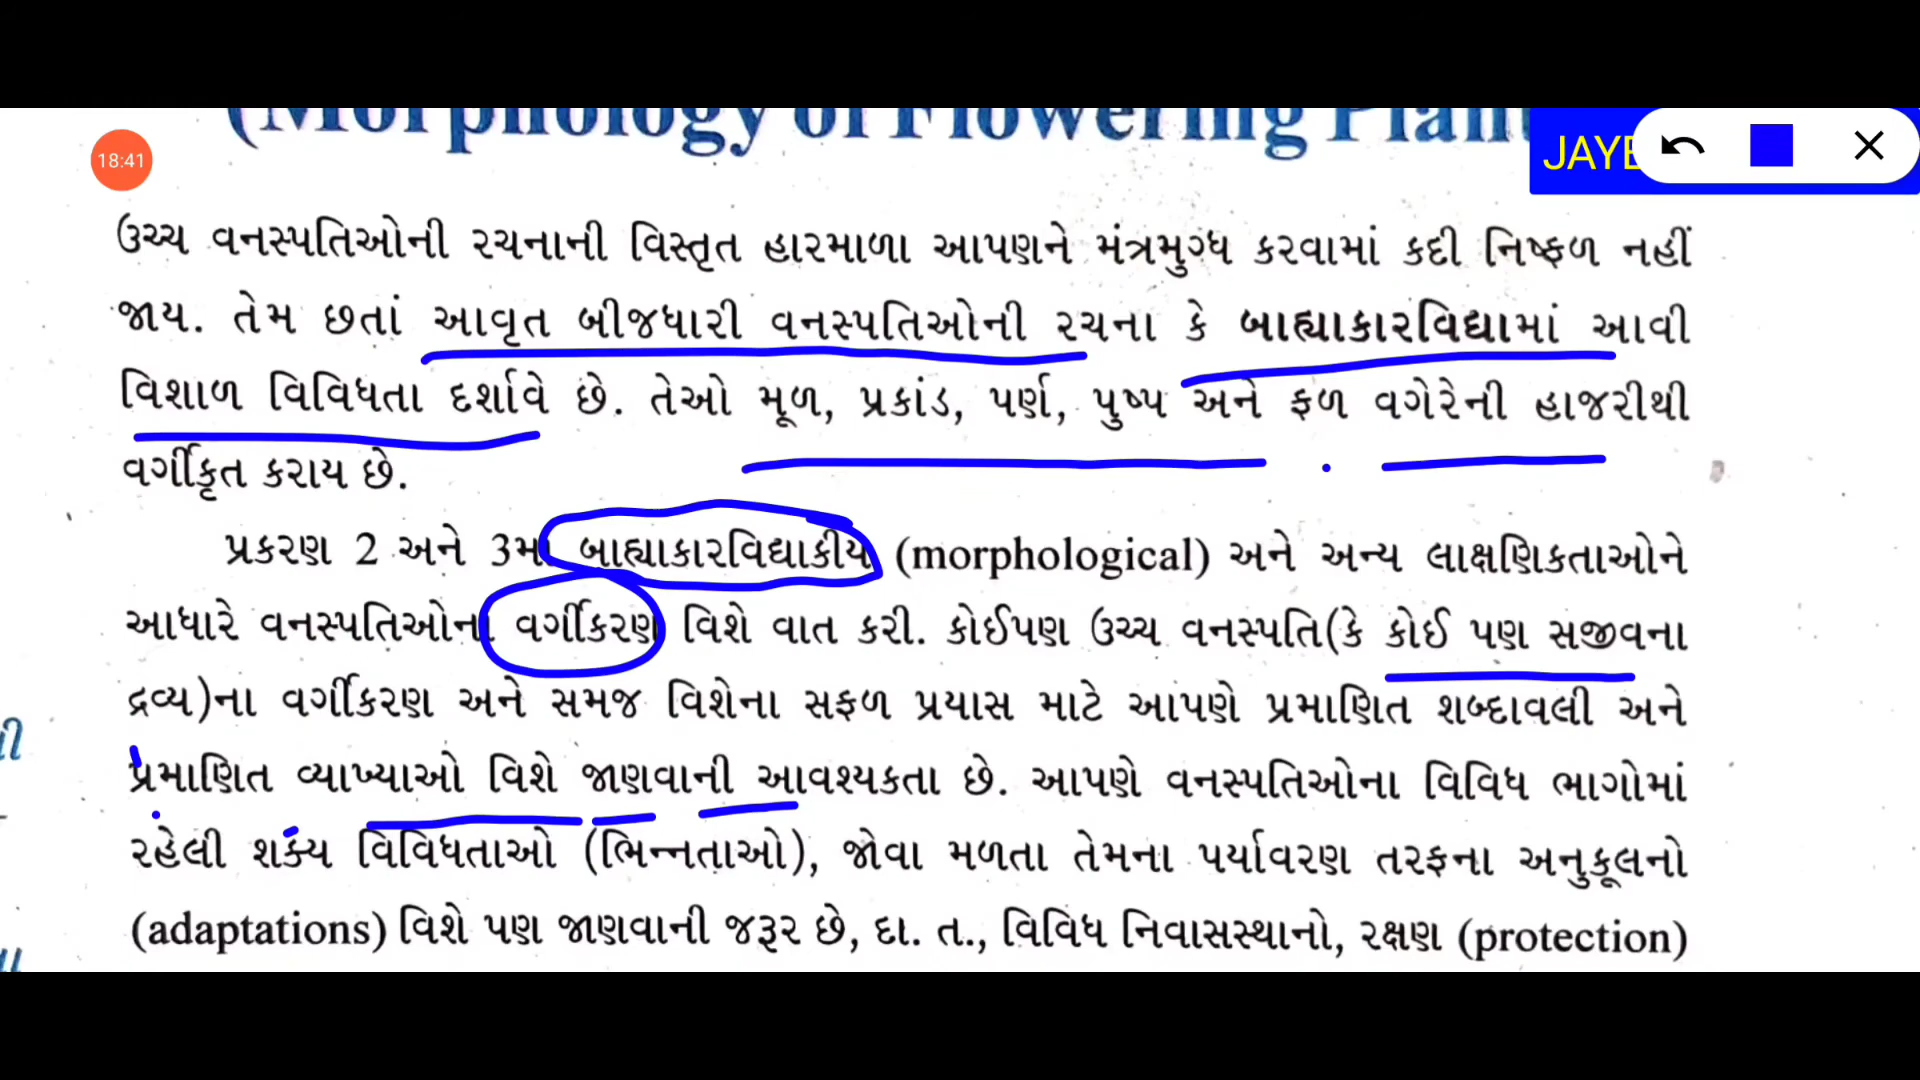 (Morphology of Flowering Plant
JAYE
18:41
ઉચ્ચ વનસ્પતિઓની રચનાની વિસ્તૃત હારમાળા આપણને મંત્રમુગ્ધ કરવામાં કદી નિષ્ફળ નહીં
જાય. તેમ છતાં આવૃત બીજધારી વનસ્પતિઓની રચના કે બાહ્યાકારવિદ્યામાં આવી
વિશાળ વિવિધતા દર્શાવે છે. તેઓ મૂળ, પ્રકાંડ, પર્ણ, પુષ્પ અને ફળ વગેરેની હાજરીથી
વર્ગીકૃત કરાય છે.
પ્રકરણ 2 અને 3માં બાહ્યાકારવિદ્યાકીય (morphological) અને અન્ય લાક્ષણિકતાઓને
આધારે વનસ્પતિઓના વર્ગીકરણ વિશે વાત કરી. કોઈપણ ઉચ્ચ વનસ્પતિ(કે કોઈ પણ સજીવના
દ્રવ્ય)ના વર્ગીકરણ અને સમજ વિશેના સફળ પ્રયાસ માટે આપણે પ્રમાણિત શબ્દાવલી અને
પ્રમાણિત વ્યાખ્યાઓ વિશે જાણવાની આવશ્યકતા છે. આપણે વનસ્પતિઓના વિવિધ ભાગોમાં
રહેલી શક્ય વિવિધતાઓ (ભિન્નતાઓ), જોવા મળતા તેમના પર્યાવરણ તરફના અનુકૂલનો
(adaptations) વિશે પણ જાણવાની જરૂર છે, દા. ત., વિવિધ નિવાસસ્થાનો, રક્ષણ (protection)